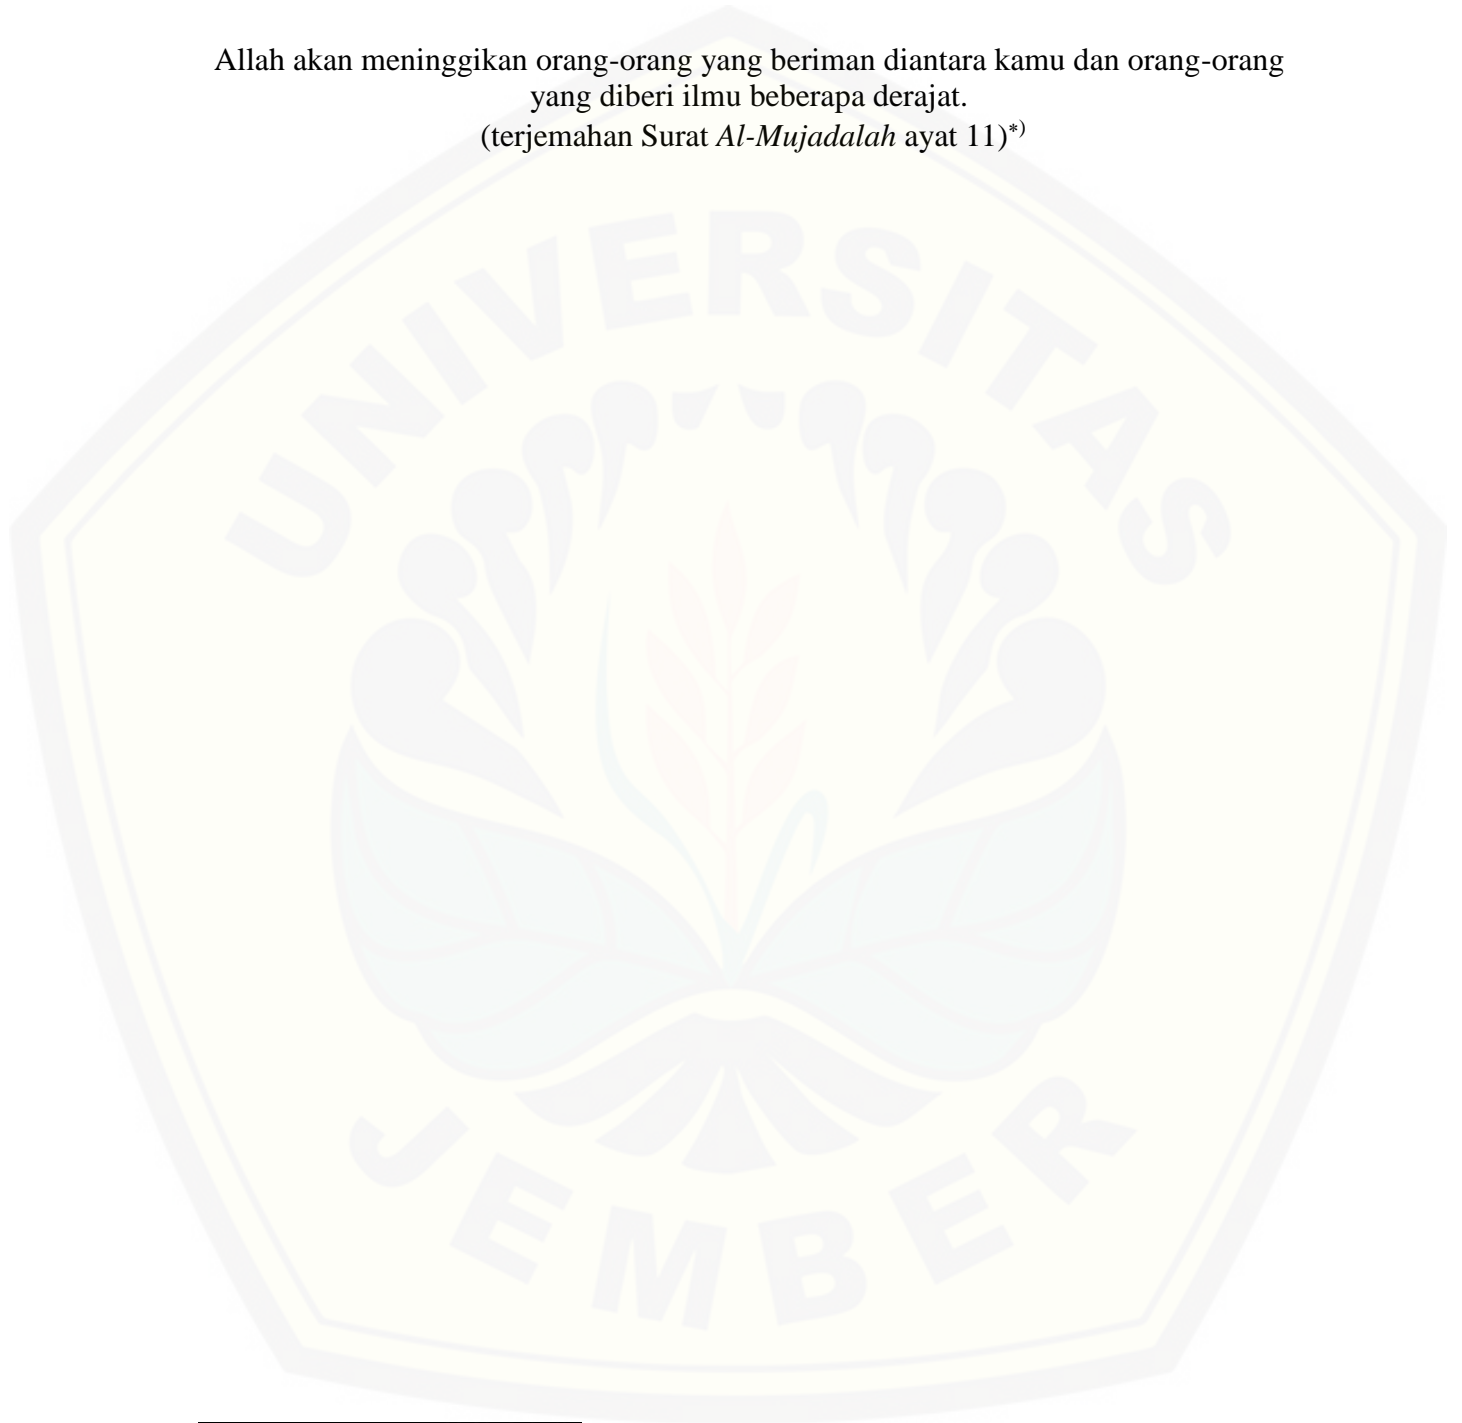 Allah akan meninggikan orang-orang yang beriman diantara kamu dan orang-orang
yang diberi ilmu beberapa derajat.
(terjemahan Surat Al-Mujadalah ayat 11)*)
UNIVERSITAS
JEMBER